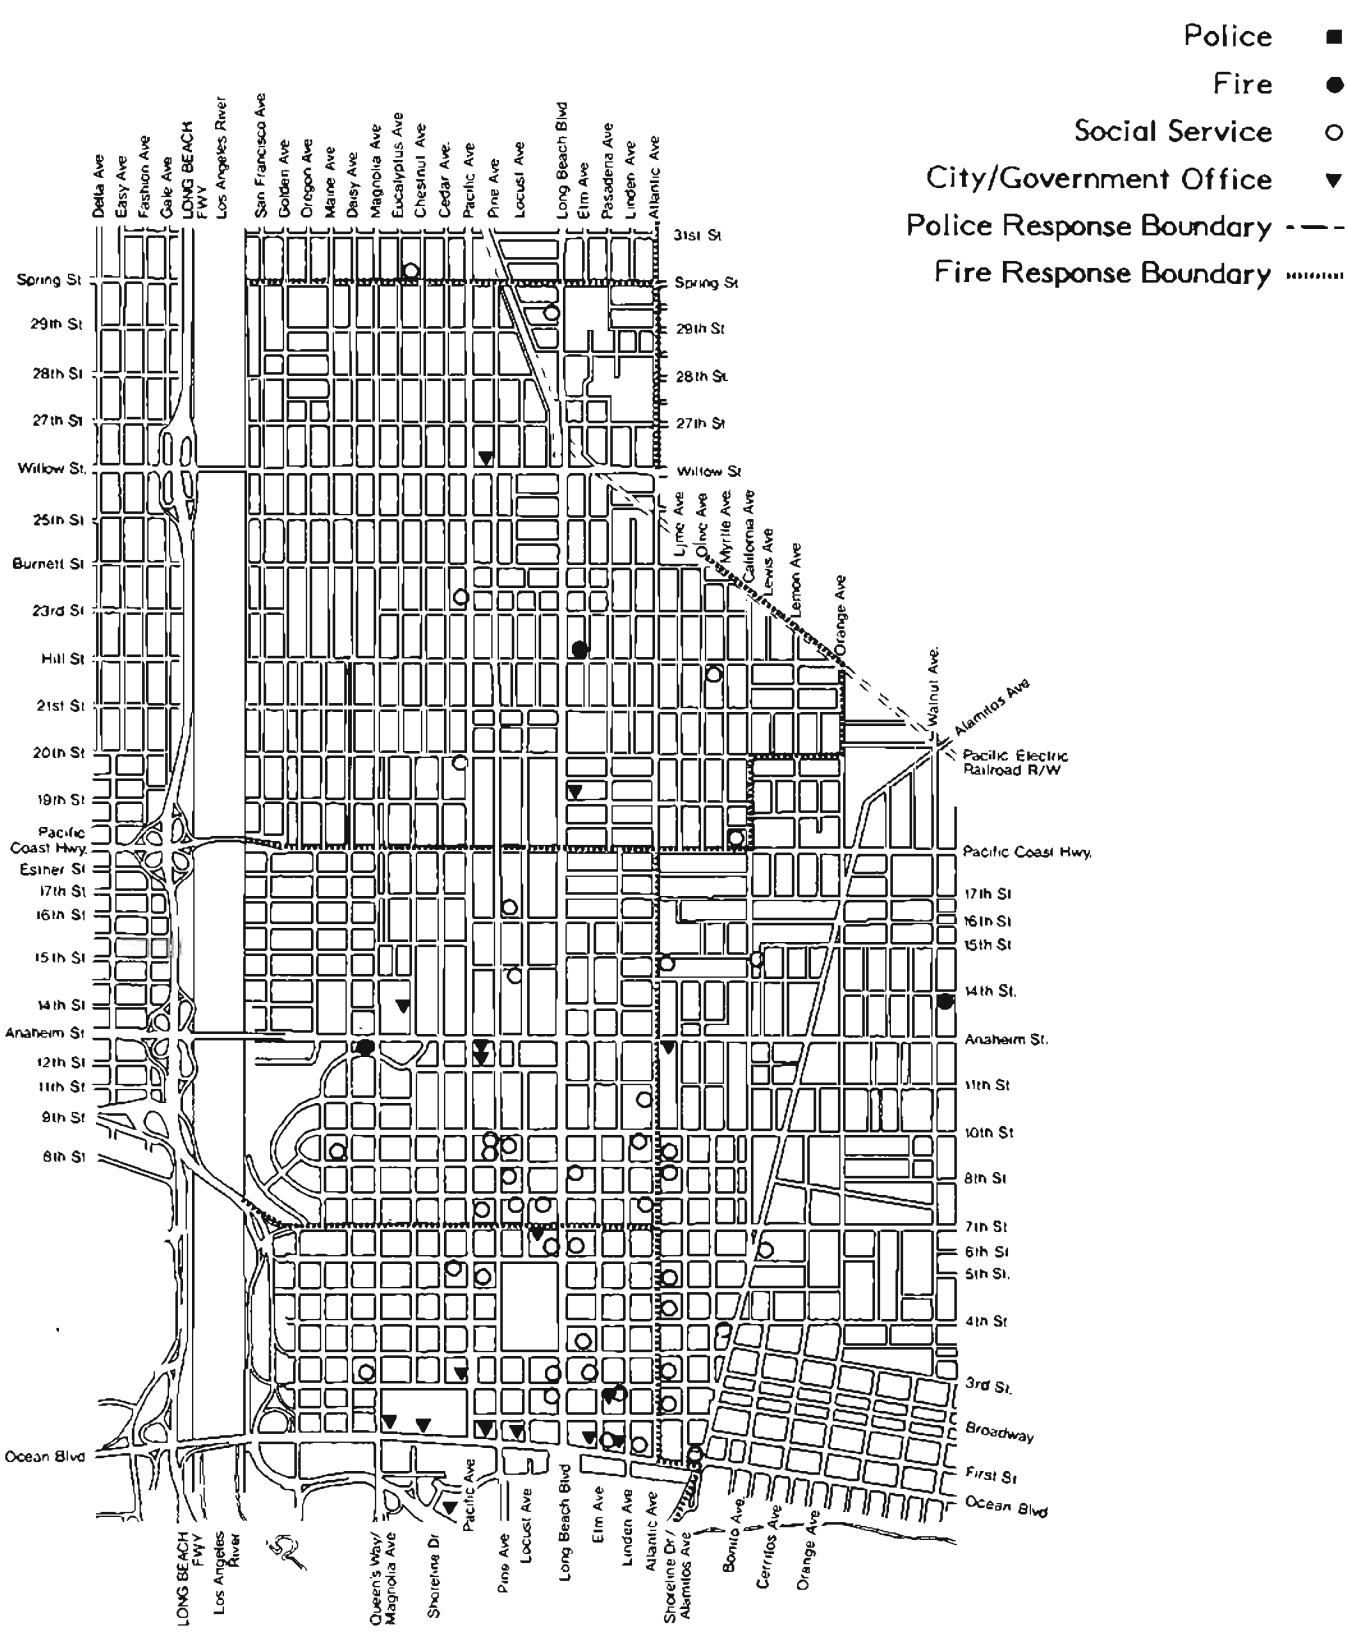 Police
Fire
Social Service
City/Government Office
Police Response Boundary
Fire Response Boundary
Delta Ave
Easy Ave
Fashion Ave
Gale Ave
LONG BEACH
FWY
Los Angeles River
San Francisco Ave
Golden Ave
Oregon Ave
Maine Ave
Daisy Ave
Magnolia Ave
Eucalyptus Ave
Chestnut Ave
Cedar Ave.
Pacific Ave
Pine Ave
Locust Ave
Long Beach Blvd
Elm Ave
Pasadena Ave
Linden Ave
Atlantic Ave
Spring St
29th St
28th St
27th St
Willow St.
25th St
Burnett St
23rd St
Hill St
21st St
20th St
19th St
Pacific
Coast Hwy.
Esther St
17th St
16th St
15th St
14th St
Anaheim St
12th St
11th St
9th St
8th St
Ocean Blvd
31st St
Spring St
29th St
28th St.
27th St
Willow St
Lime Ave
Olive Ave
Myrtle Ave.
California Ave
Lewis Ave
Lemon Ave
Orange Ave
Walnut Ave.
Alamitos Ave
Pacific Electric
Railroad R/W
Pacific Coast Hwy.
17th St
16th St
15th St
14th St.
Anaheim St.
11th St
10th St
8th St
7th St
6th St
5th St.
4th St
3rd St.
Broadway
First St
Ocean Blvd
LONG BEACH
FWY
Los Angeles
River
Queen's Way/
Magnolia Ave
Shoreline Dr
Pacific Ave
Pine Ave
Locust Ave
Long Beach Blvd
Elm Ave
Linden Ave
Atlantic Ave
Shoreline Dr/
Alamitos Ave
Bonito Ave.
Cerritos Ave
Orange Ave